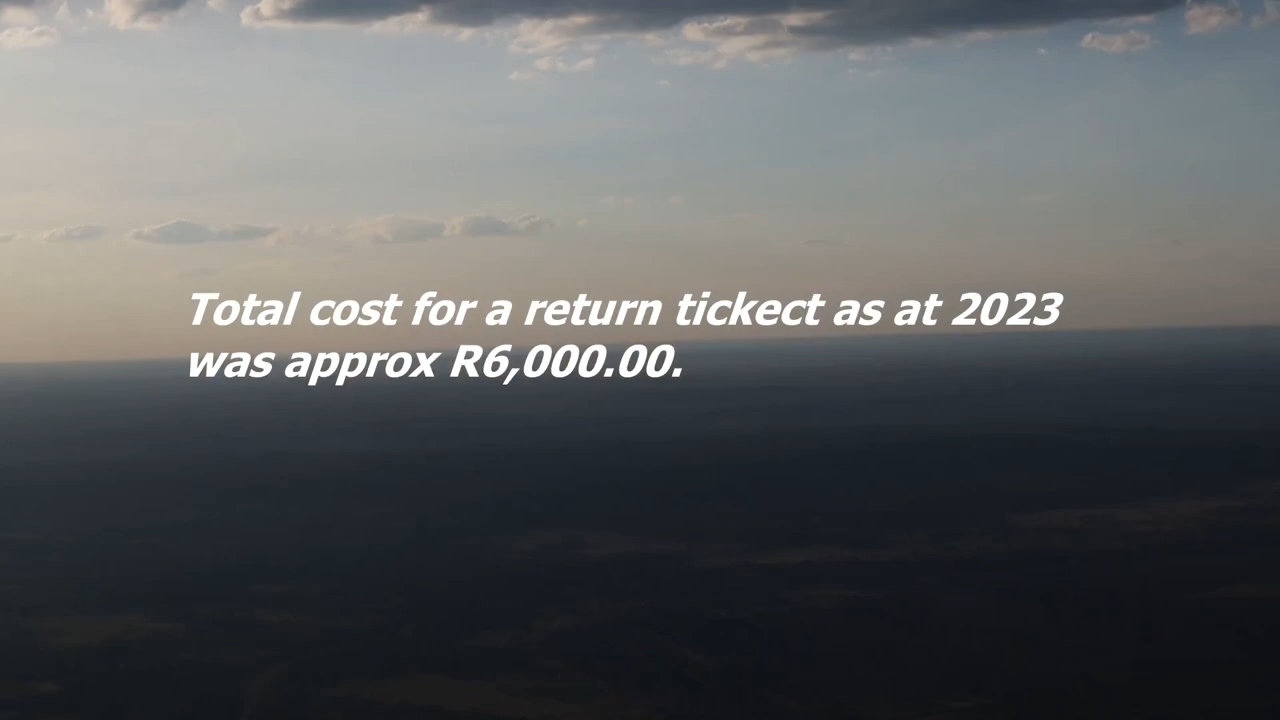 Total cost for a return tickect as at 2023
was approx R6,000.00.